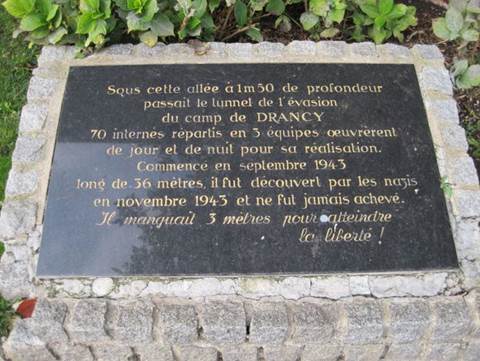 Sous cette allée à 1m50 de profondeur
passait le tunnel de l'évasion
du camp de DRANCY
70 internés répartis en 3 équipes œuvrèrent
de jour et de nuit pour sa réalisation.
Commencé en septembre 1943
long de 36 mètres, il fut découvert par les nazis
en novembre 1943 et ne fut jamais achevé.
Il manquait 3 mètres pour atteindre
la liberté !